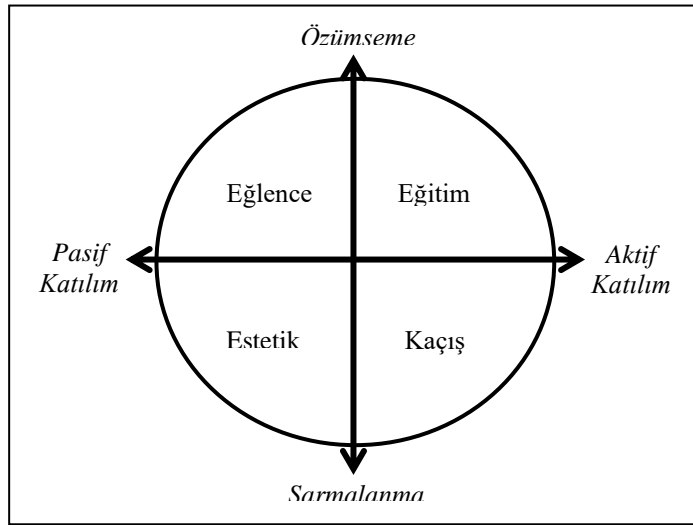 Özümseme
Eğlence
Eğitim
Pasif
Katılım
Aktif
Katılım
Estetik
Kaçış
Sarmalanma